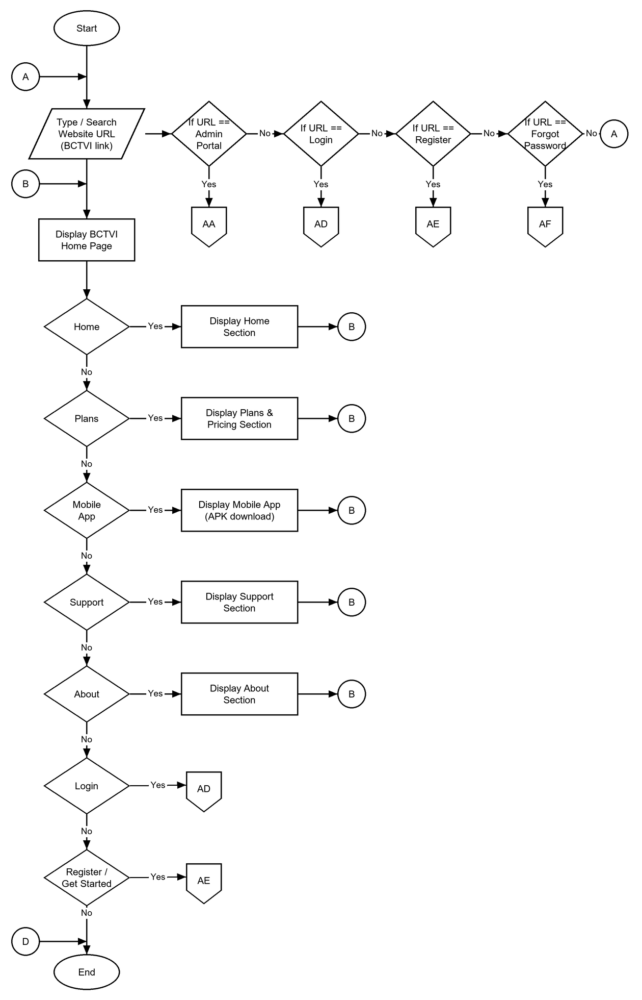 Start
A
Type / Search
Website URL
(BCTVI link)
If URL ==
Admin
Portal
No
If URL ==
Login
No
If URL ==
Register
No
If URL ==
Forgot
Password
No
A
B
Yes
Yes
Yes
Yes
AA
AD
AE
AF
Display BCTVI
Home Page
Home
Yes
Display Home
Section
B
No
Plans
Yes
Display Plans &
Pricing Section
B
No
Mobile
App
Yes
Display Mobile App
(APK download)
B
No
Support
Yes
Display Support
Section
B
No
About
Yes
Display About
Section
B
No
Login
Yes
AD
No
Register /
Get Started
Yes
AE
No
D
End